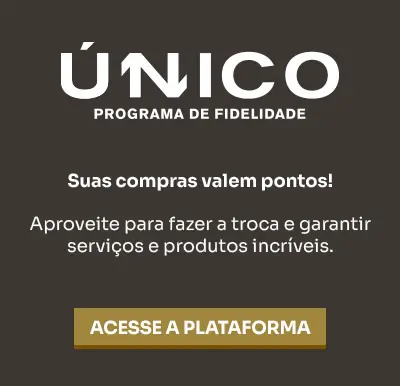 ÚNICO
PROGRAMA DE FIDELIDADE
Suas compras valem pontos!
Aproveite para fazer a troca e garantir
serviços e produtos incríveis.
ACESSE A PLATAFORMA